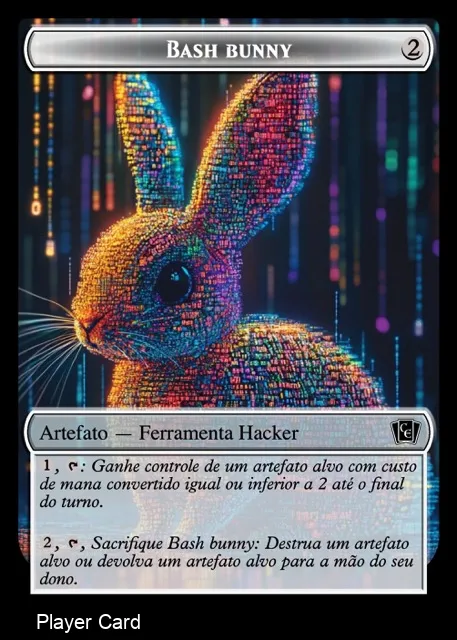 Bash bunny
2
Artefato — Ferramenta Hacker
CE
1, : Ganhe controle de um artefato alvo com custo
de mana convertido igual ou inferior a 2 até o final
do turno.
2, , Sacrifique Bash bunny: Destrua um artefato
alvo ou devolva um artefato alvo para a mão do seu
dono.
Player Card